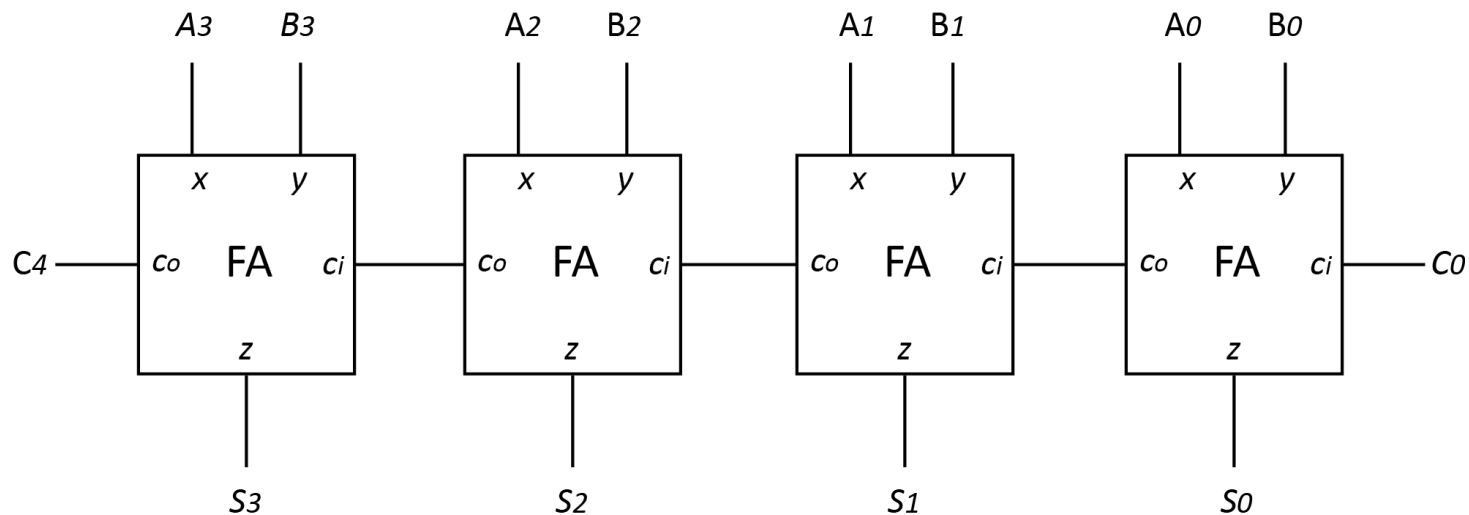 A3 B3 A2 B2 A1 B1 A0 B0
x y x y x y x y
C4 co FA ci co FA ci co FA ci co FA ci C0
z z z z
S3 S2 S1 S0